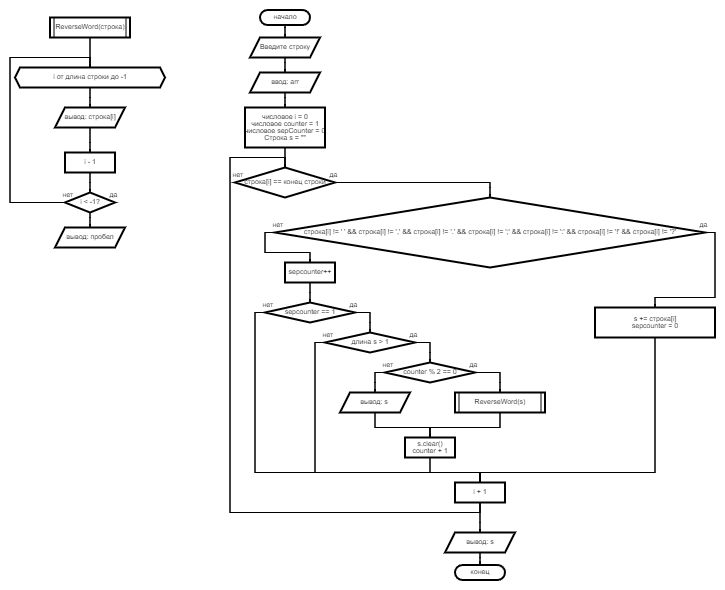 ReverseWord(строка)
i от длина строки до -1
вывод: строка[i]
i - 1
нет
i < -1?
да
вывод: пробел
начало
Введите строку
ввод: arr
числовое i = 0
числовое counter = 1
числовое sepCounter = 0
Строка s = ""
нет
строка[i] == конец строки
да
нет
строка[i] != ' ' && строка[i] != ',' && строка[i] != '.' && строка[i] != ';' && строка[i] != ':' && строка[i] != '!' && строка[i] != '?'
да
sepcounter++
s += строка[i]
sepcounter = 0
нет
sepcounter == 1
да
нет
длина s > 1
да
нет
counter % 2 == 0
да
вывод: s
ReverseWord(s)
s.clear()
counter + 1
i + 1
вывод: s
конец